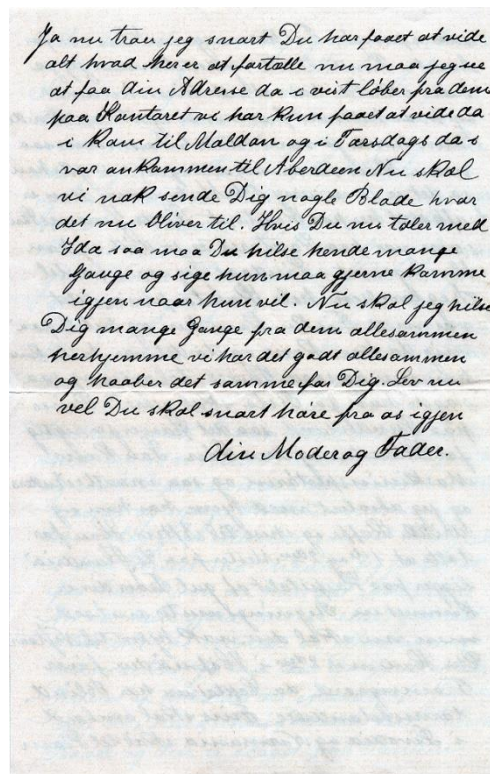 Ja nu troer jeg snart Du har faaet at vide
alt hvad her er at fortælle nu maa jeg see
at faa din Adresse da i vist løber fra dem
paa Kontoret vi har kun faaet at vide da
i kom til Maldon og i Torsdags da i
var ankommen til Aberdeen Nu skal
vi nok sende Dig nogle Blade hvor
det nu bliver til. Hvis Du nu taler med
Ida saa maa Du hilse hende mange
Gange og sige hun maa gjerne komme
igjen naar hun vil. Nu skal jeg hilse
Dig mange Gange fra dem allesammen
herhjemme vi har det godt allesammen
og haaber det samme for Dig. Lev nu
vel Du skal snart høre fra os igjen
din Moder og Fader.